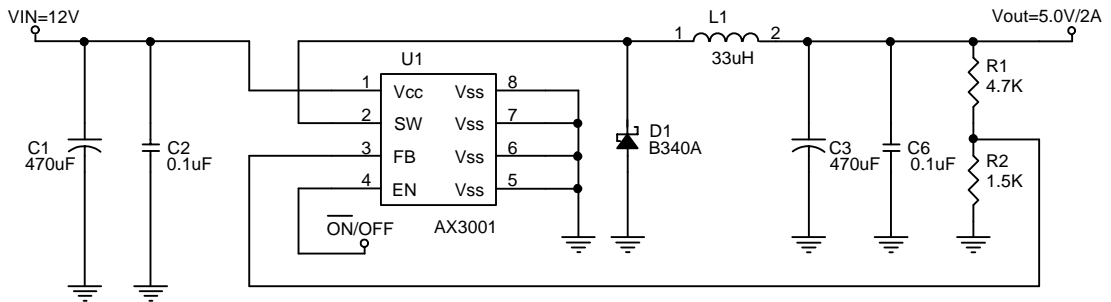 VIN=12V
L1
Vout=5.0V/2A
1
2
33uH
U1
R1
4.7K
1 Vcc Vss 8
2 SW Vss 7
3 FB Vss 6
4 EN Vss 5
C1
470uF
C2
0.1uF
D1
B340A
C3
470uF
C6
0.1uF
R2
1.5K
ON/OFF
AX3001